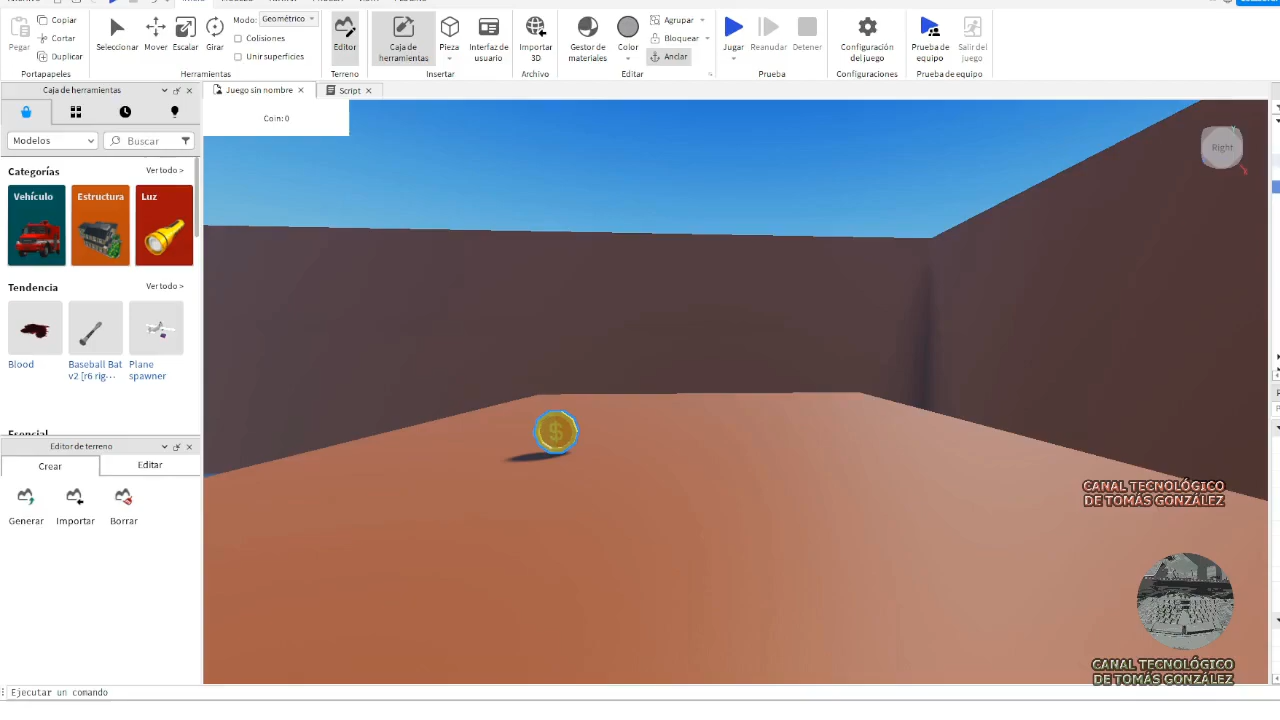 Pegar
Copiar
Cortar
Duplicar
Portapapeles
Seleccionar
Mover
Escalar
Girar
Modo:
Geométrico
Colisiones
Unir superficies
Herramientas
Editor
Terreno
Caja de
herramientas
Pieza
Interfaz de
usuario
Insertar
Importar
3D
Archivo
Gestor de
materiales
Color
Agrupar
Bloquear
Anclar
Editar
Jugar
Reanudar
Detener
Prueba
Configuración
del juego
Configuraciones
Prueba de
equipo
Salir del
juego
Prueba de equipo
Caja de herramientas
Juego sin nombre
Script
Modelos
Buscar
Coin: 0
Right
Categorías
Ver todo >
Vehículo
Estructura
Luz
Tendencia
Ver todo >
Blood
Baseball Bat
v2 [r6 rig-···
Plane
spawner
Esencial
Editor de terreno
Crear
Editar
Generar
Importar
Borrar
$
CANAL TECNOLÓGICO
DE TOMÁS GONZÁLEZ
CANAL TECNOLÓGICO
DE TOMÁS GONZÁLEZ
Ejecutar un comando